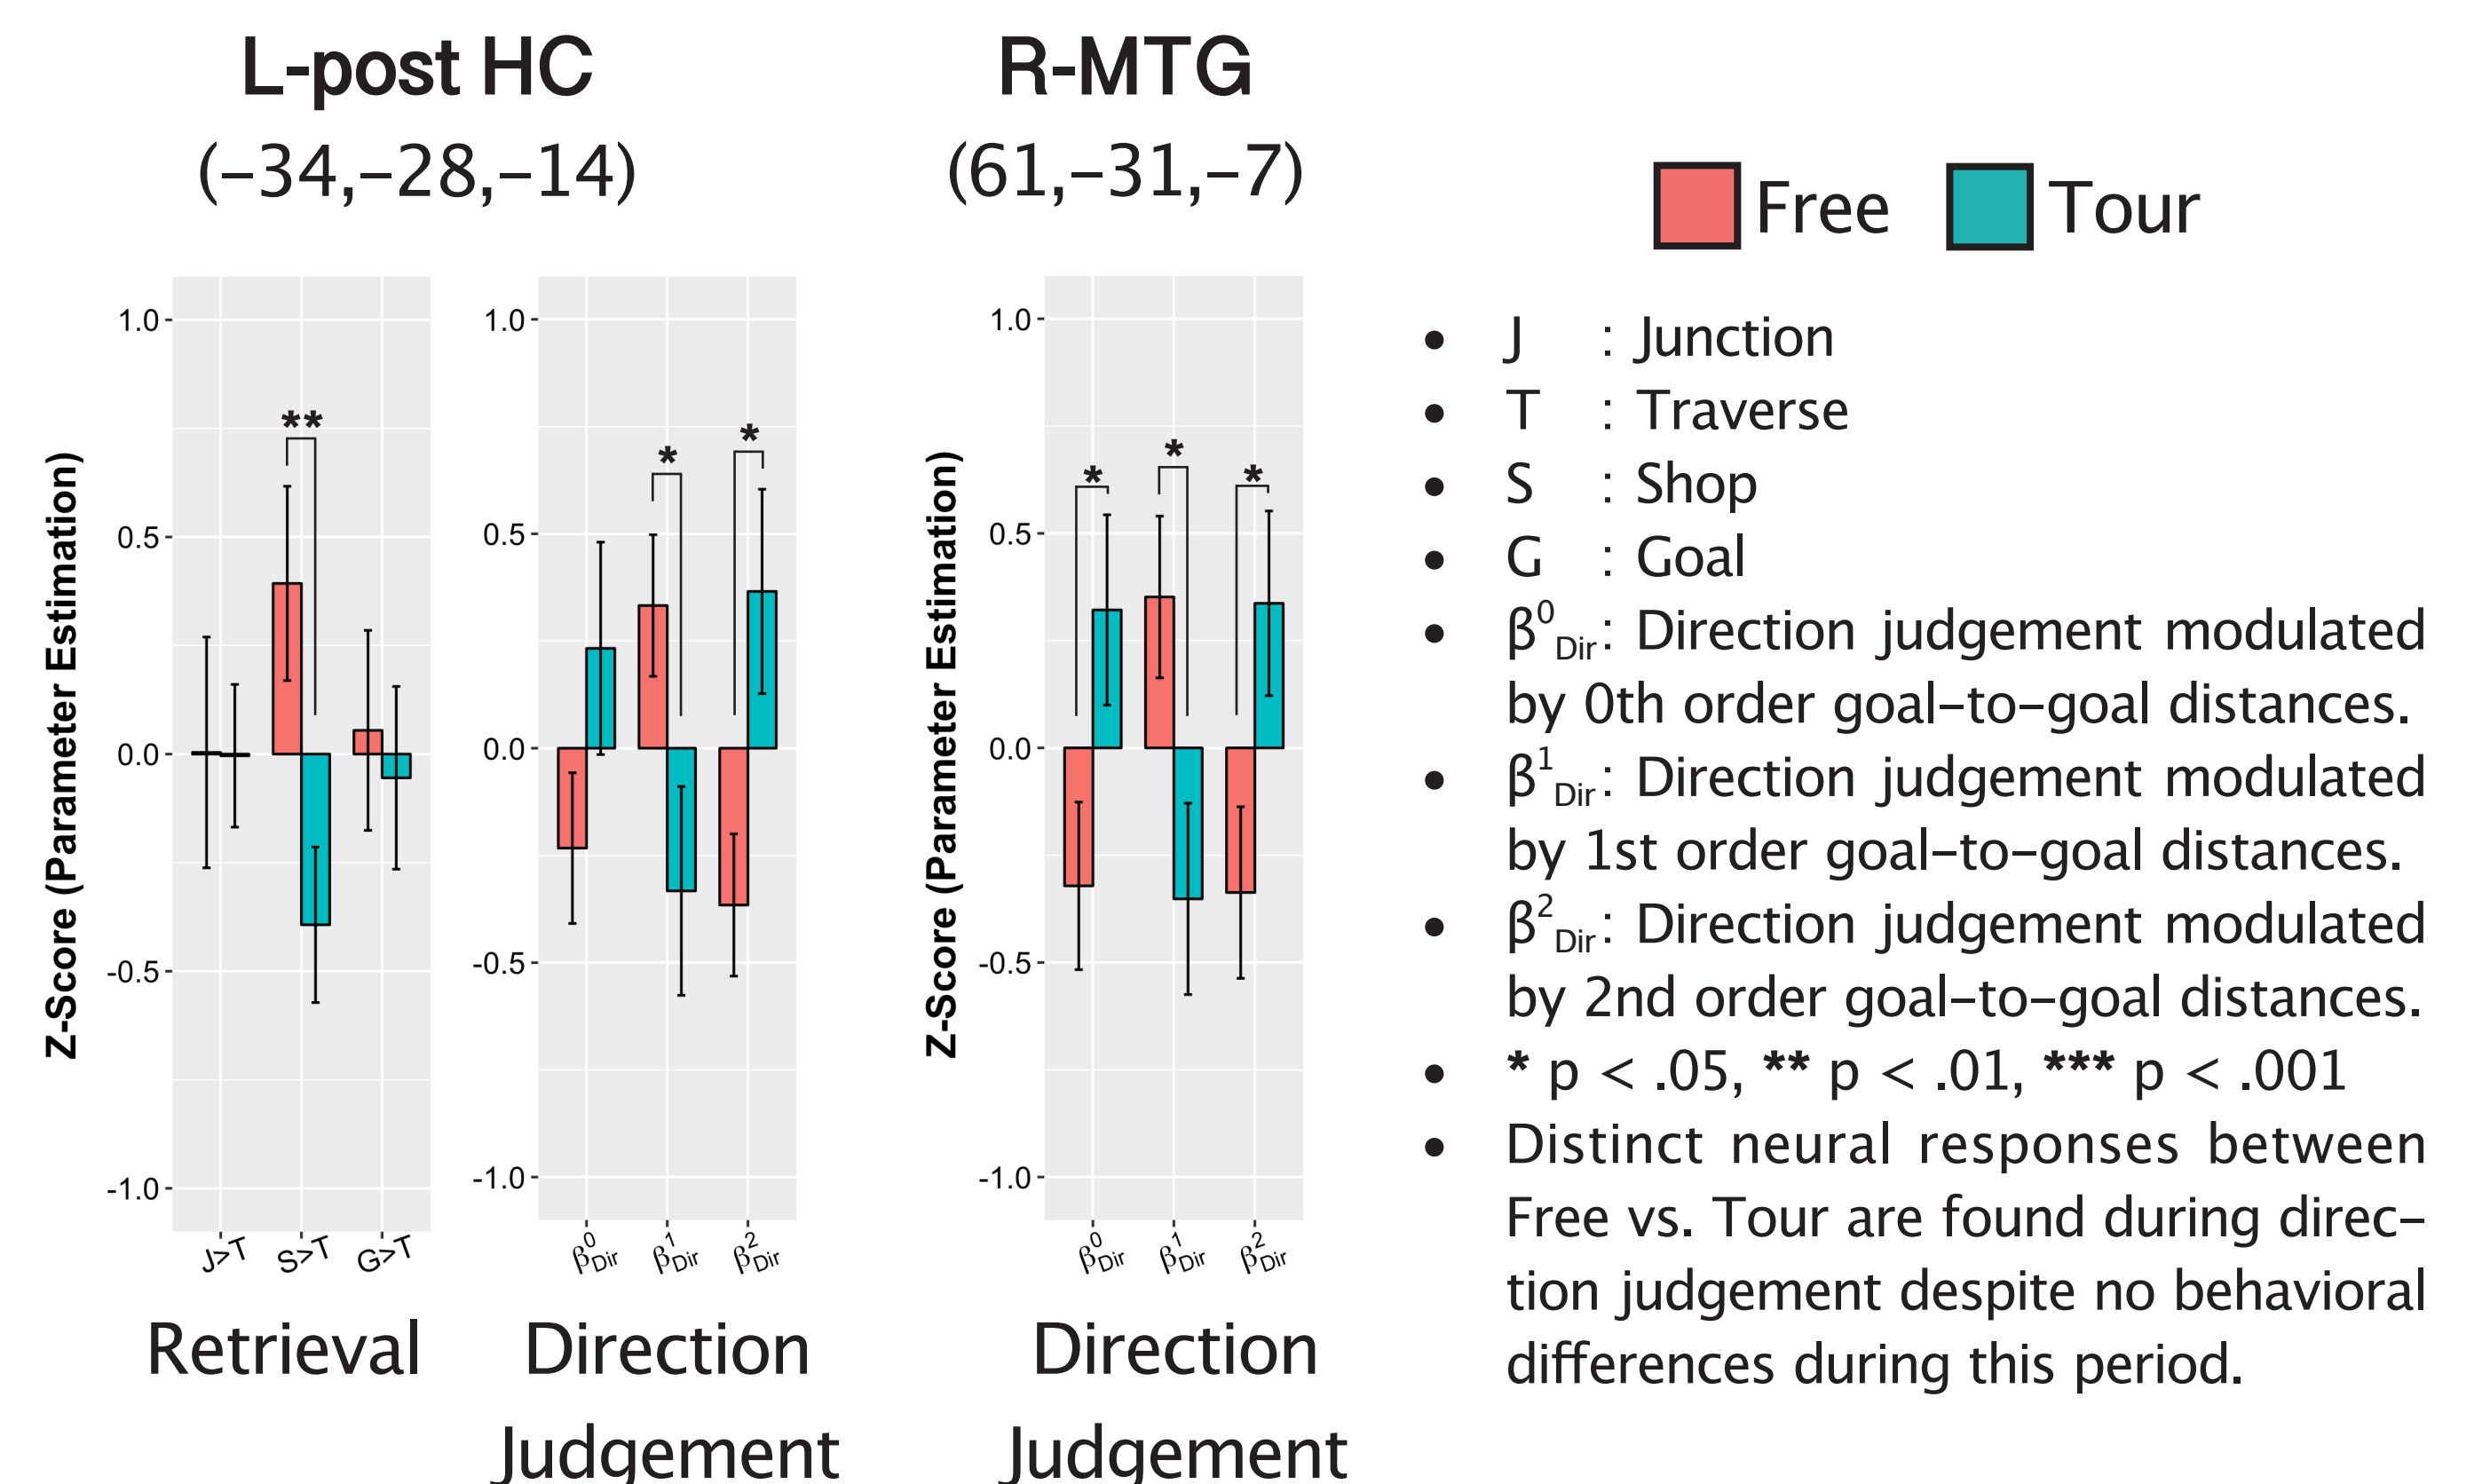 L-post HC
(−34,−28,−14)
R-MTG
(61,−31,−7)
Free
Tour
Z-Score (Parameter Estimation)
1.0
0.5
0.0
-0.5
-1.0
**
J>T
S>T
G>T
Retrieval
1.0
0.5
0.0
-0.5
-1.0
*
*
β⁰Dir
β¹Dir
β²Dir
Direction
Judgement
Z-Score (Parameter Estimation)
1.0
0.5
0.0
-0.5
-1.0
*
*
*
β⁰Dir
β¹Dir
β²Dir
Direction
Judgement
• J : Junction
• T : Traverse
• S : Shop
• G : Goal
• β⁰Dir: Direction judgement modulated
by 0th order goal−to−goal distances.
• β¹Dir: Direction judgement modulated
by 1st order goal−to−goal distances.
• β²Dir: Direction judgement modulated
by 2nd order goal−to−goal distances.
• * p < .05, ** p < .01, *** p < .001
• Distinct neural responses between
Free vs. Tour are found during direc−
tion judgement despite no behavioral
differences during this period.